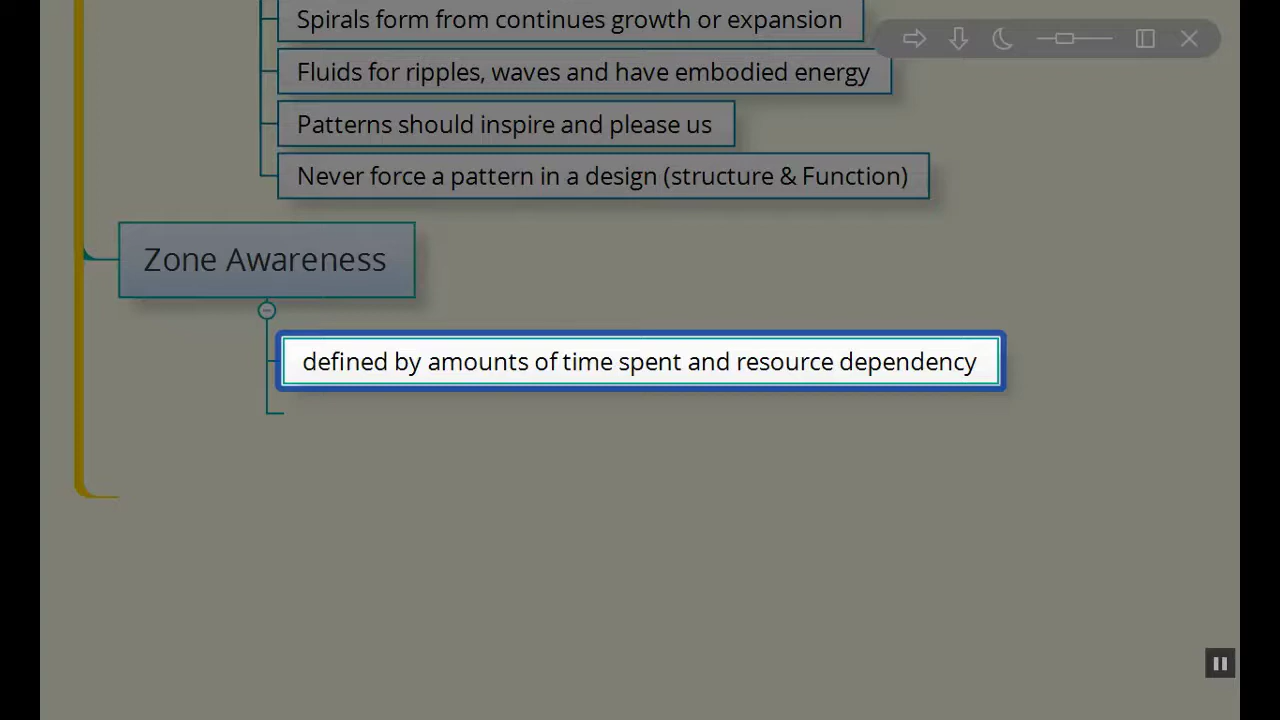 Spirals form from continues growth or expansion
Fluids for ripples, waves and have embodied energy
Patterns should inspire and please us
Never force a pattern in a design (structure & Function)
Zone Awareness
defined by amounts of time spent and resource dependency